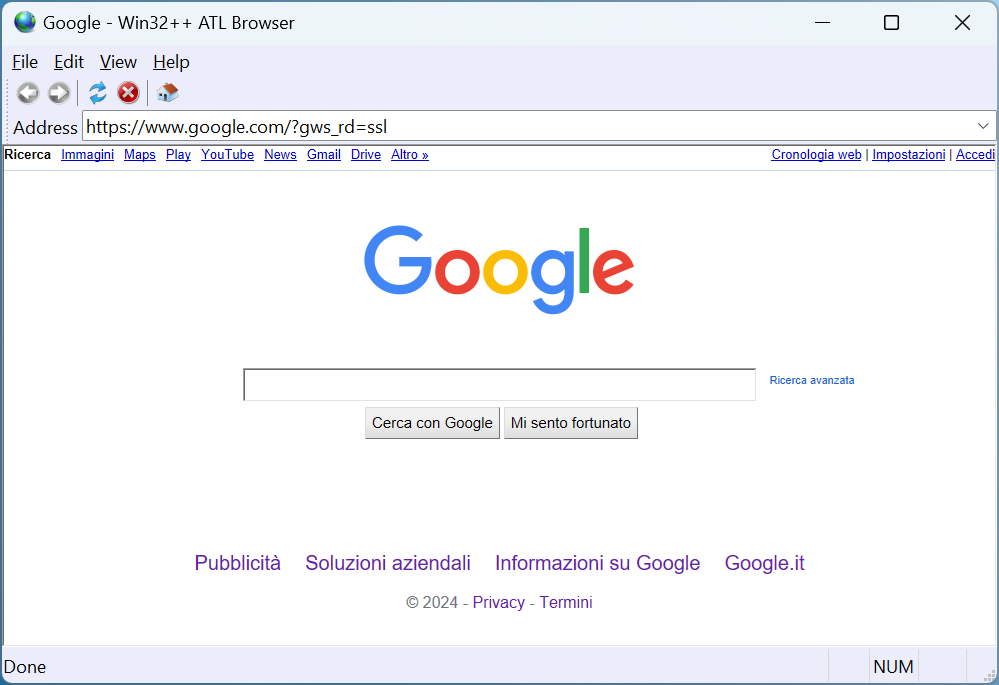 Google - Win32++ ATL Browser
File Edit View Help
Address https://www.google.com/?gws_rd=ssl
Ricerca Immagini Maps Play YouTube News Gmail Drive Altro » Cronologia web | Impostazioni | Accedi
Google
Ricerca avanzata
Cerca con Google Mi sento fortunato
Pubblicità Soluzioni aziendali Informazioni su Google Google.it
© 2024 - Privacy - Termini
Done NUM